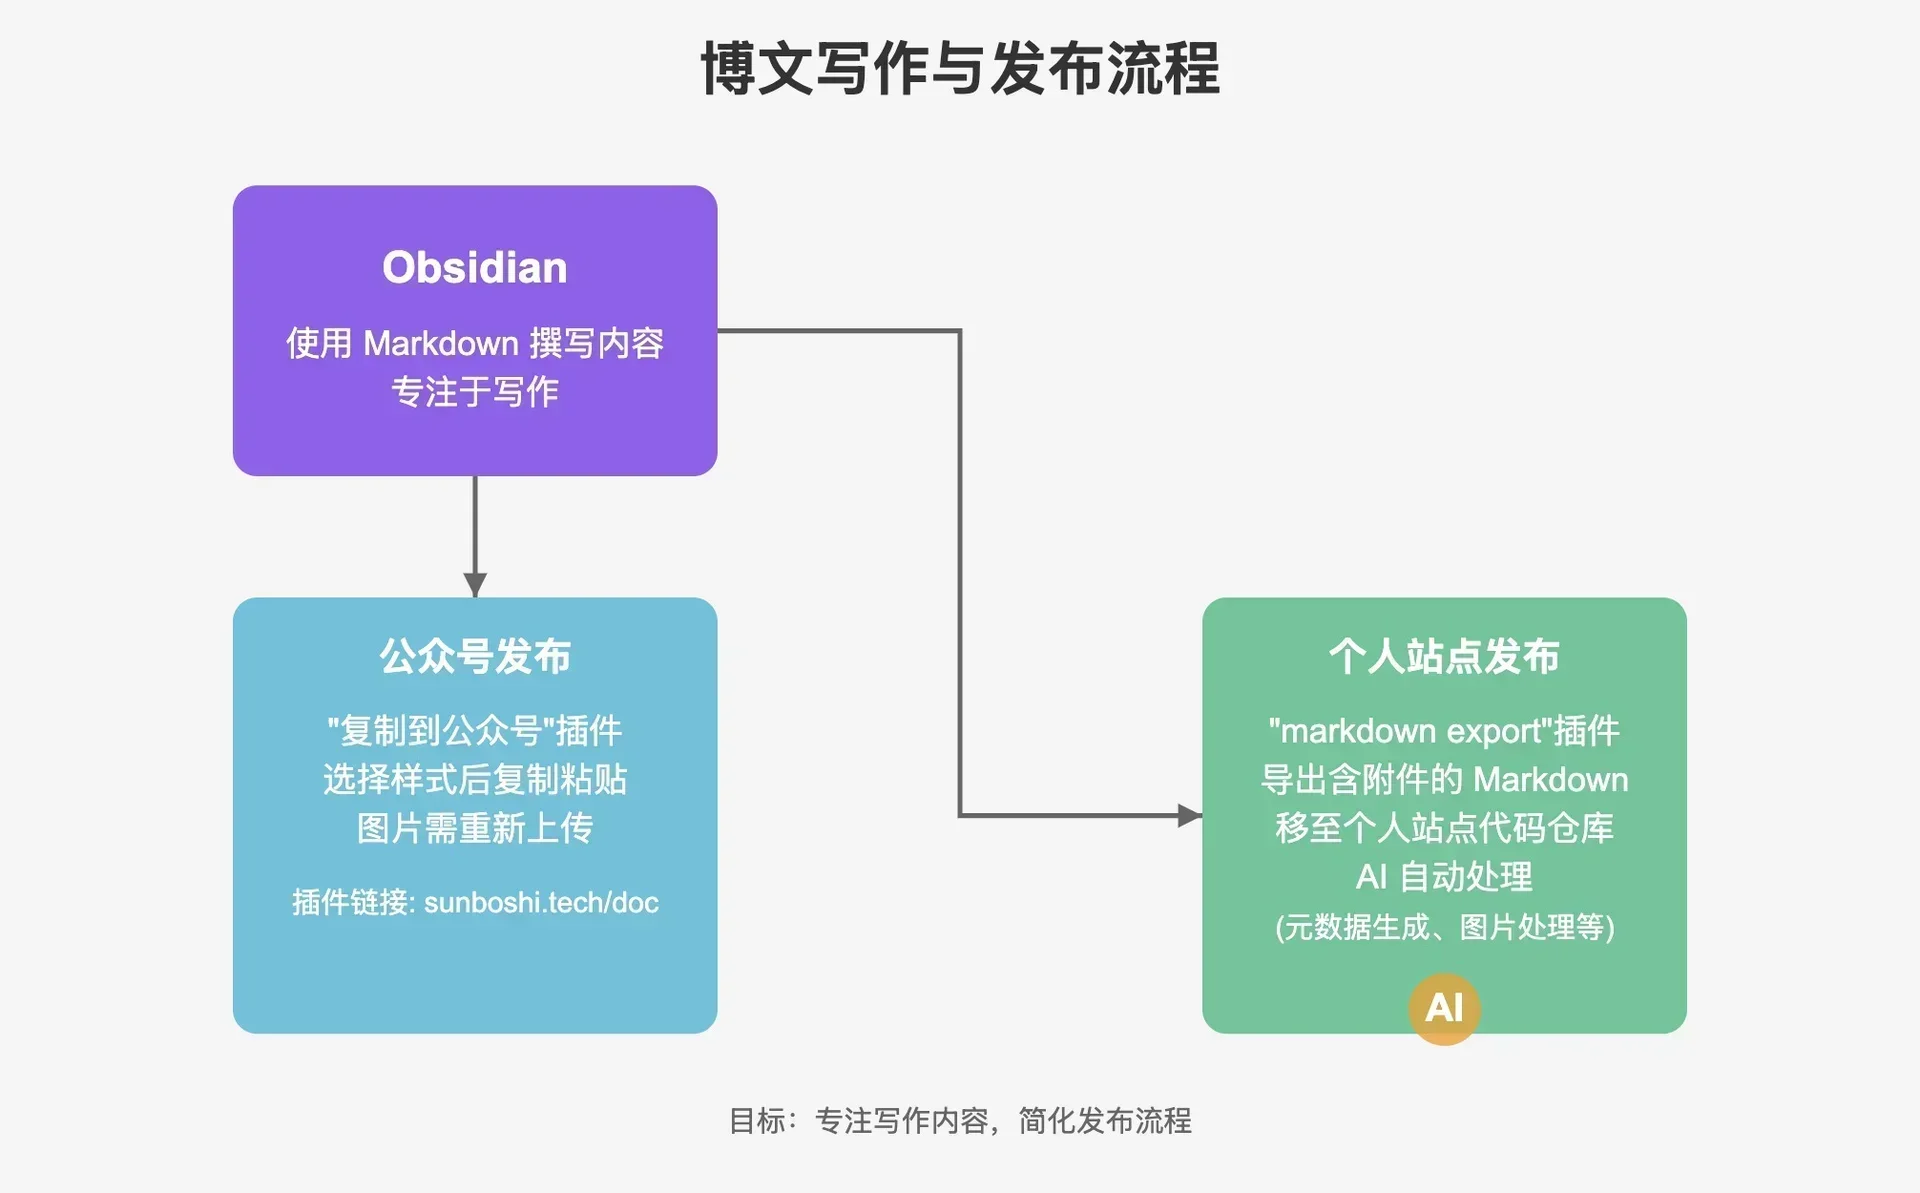 博文写作与发布流程
Obsidian
使用 Markdown 撰写内容
专注于写作
公众号发布
"复制到公众号"插件
选择样式后复制粘贴
图片需重新上传
插件链接: sunboshi.tech/doc
个人站点发布
"markdown export"插件
导出含附件的 Markdown
移至个人站点代码仓库
AI 自动处理
(元数据生成、图片处理等)
AI
目标：专注写作内容，简化发布流程